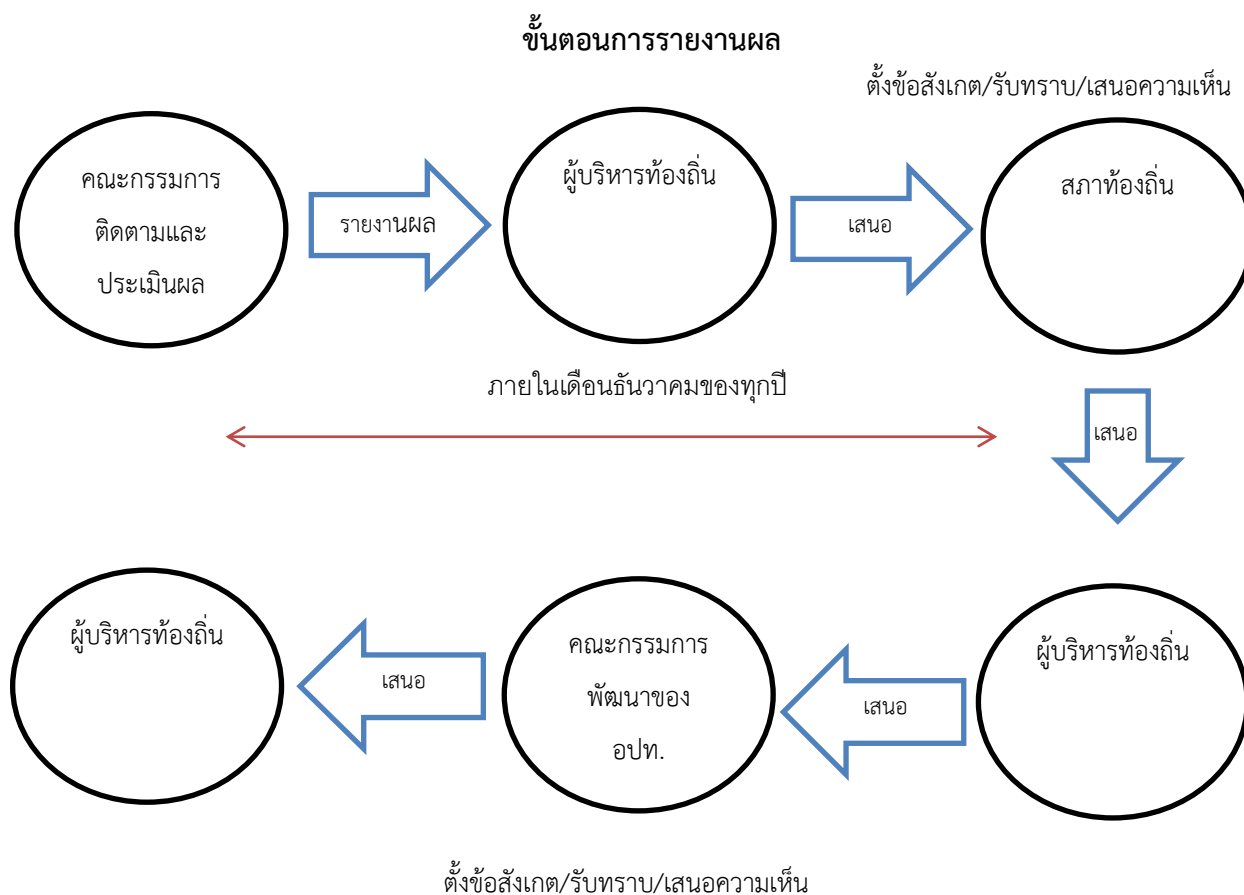 ขั้นตอนการรายงานผล
ตั้งข้อสังเกต/รับทราบ/เสนอความเห็น
คณะกรรมการ
ติดตามและ
ประเมินผล
รายงานผล
ผู้บริหารท้องถิ่น
เสนอ
สภาท้องถิ่น
ภายในเดือนธันวาคมของทุกปี
เสนอ
ผู้บริหารท้องถิ่น
เสนอ
คณะกรรมการ
พัฒนาของ
อปท.
เสนอ
ผู้บริหารท้องถิ่น
ตั้งข้อสังเกต/รับทราบ/เสนอความเห็น